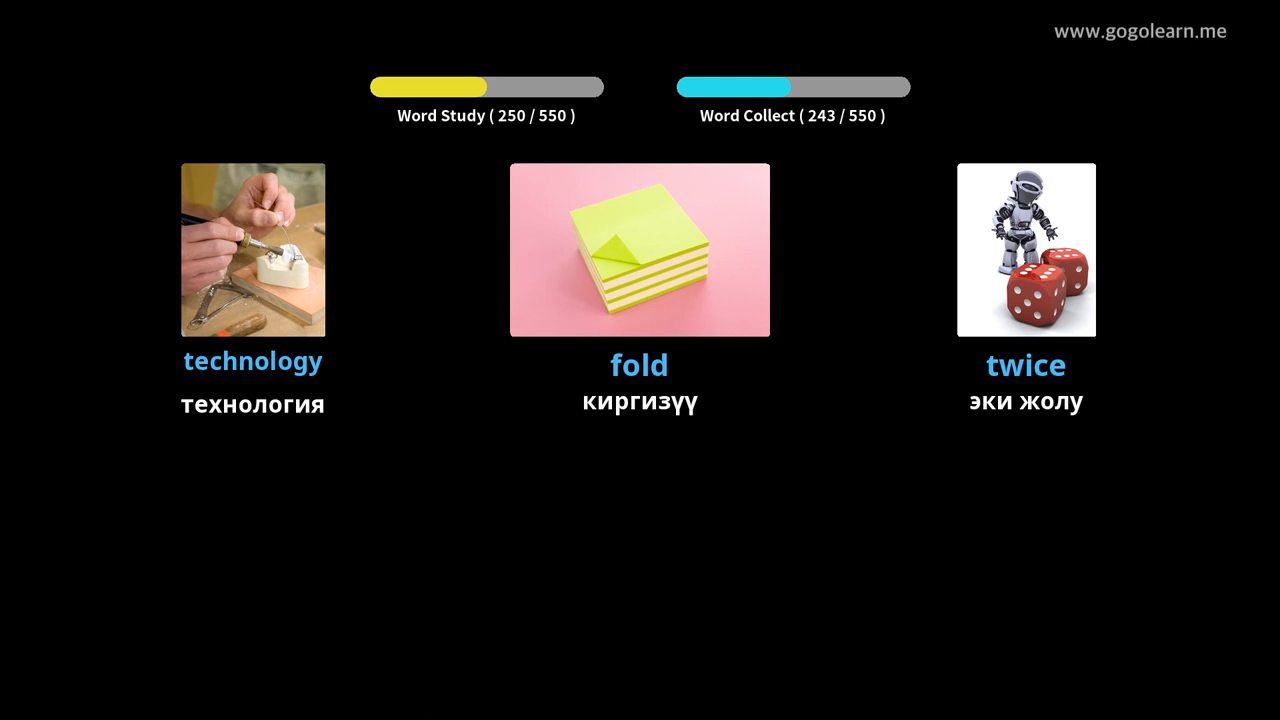 www.gogolearn.me
Word Study ( 250 / 550 )
Word Collect ( 243 / 550 )
technology
технология
fold
киргизүү
twice
эки жолу